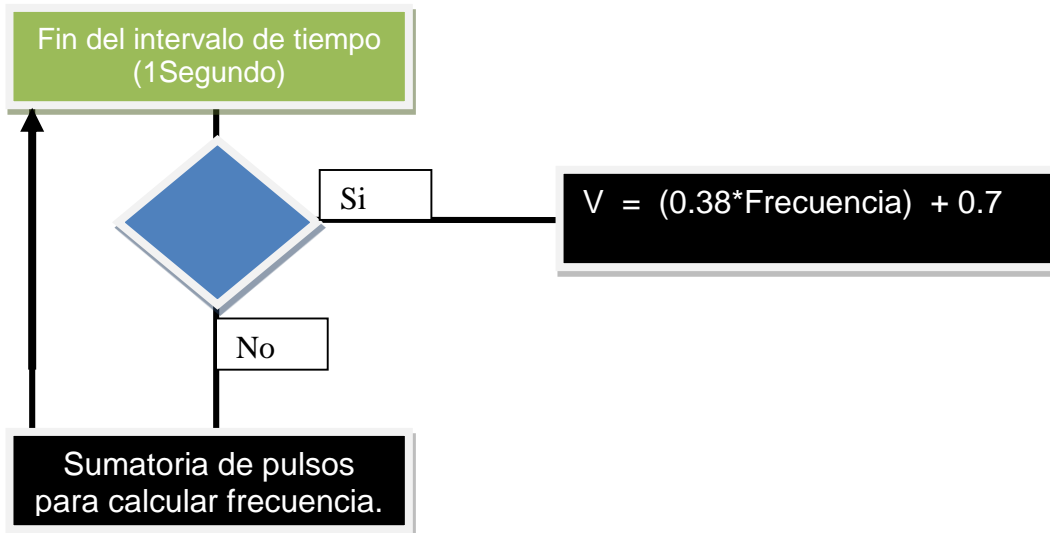 Fin del intervalo de tiempo
(1Segundo)
Si
V = (0.38*Frecuencia) + 0.7
No
Sumatoria de pulsos
para calcular frecuencia.